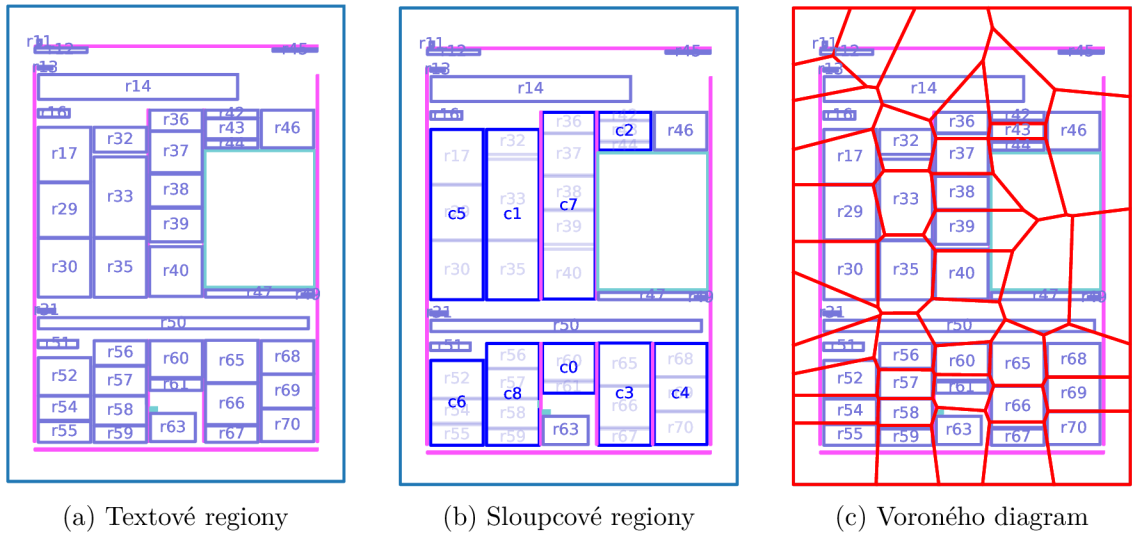 r11
r12
r45
r13
r14
r16
r36
r42
r43
r44
r46
r32
r37
r17
r33
r38
r29
r39
r30
r35
r40
r47
r49
r31
r50
r51
r56
r60
r65
r68
r52
r57
r61
r69
r54
r58
r66
r55
r59
r63
r67
r70
(a) Textové regiony
r11
r12
r45
r13
r14
r16
r36
r42
c2
r46
r32
r37
r17
r33
r38
c5
c1
c7
r39
r30
r35
r40
r47
r50
r51
r56
r60
r65
r68
r52
r57
c0
r61
c6
c8
c3
c4
r54
r58
r66
r55
r59
r63
r67
r70
(b) Sloupcové regiony
r14
r16
r36
r42
r43
r44
r46
r32
r37
r17
r33
r38
r29
r39
r30
r35
r40
r47
r50
r51
r56
r60
r65
r68
r52
r57
r61
r69
r54
r58
r66
r55
r59
r63
r67
r70
(c) Voroného diagram